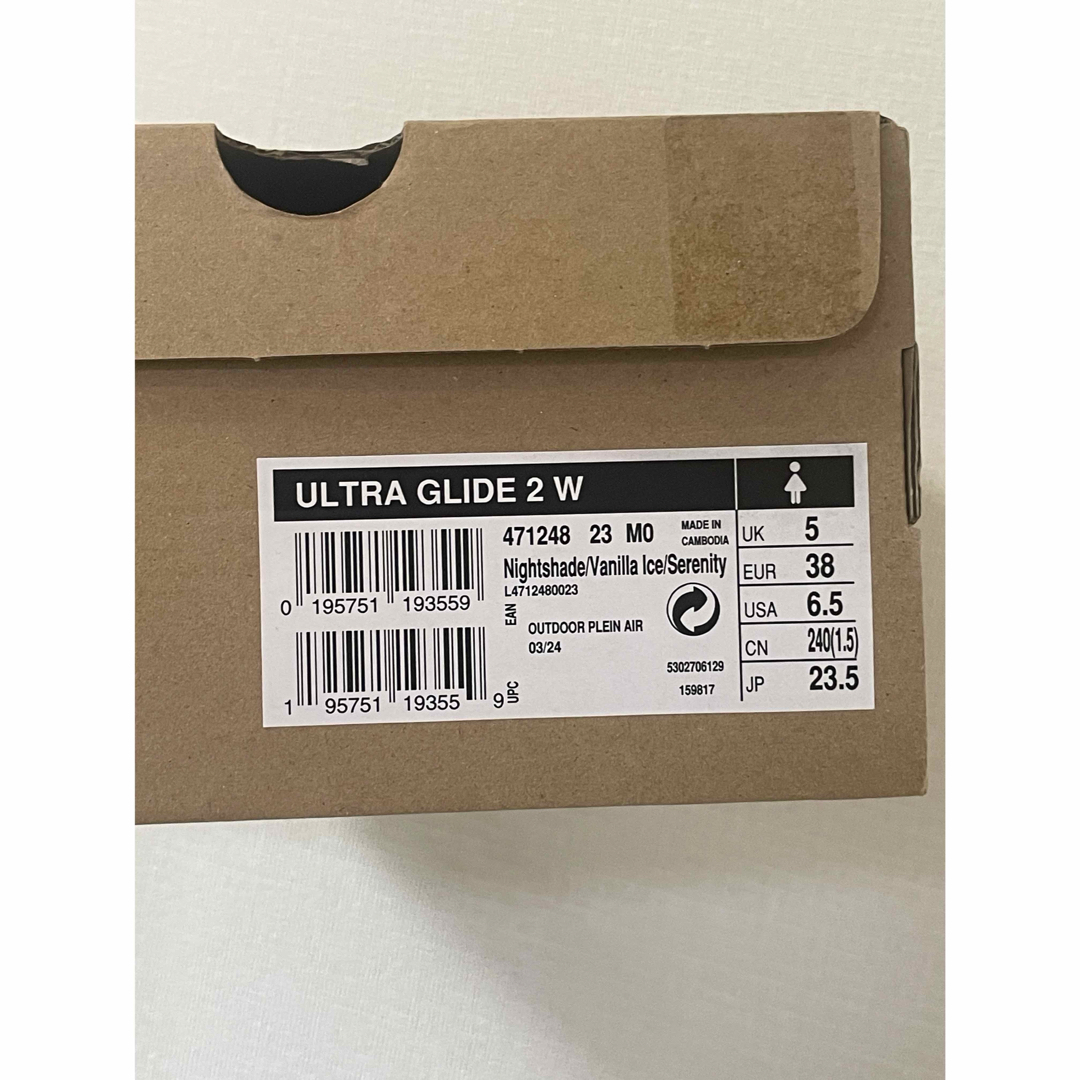 ULTRA GLIDE 2 W
471248 23 M0
MADE IN
CAMBODIA
Nightshade/Vanilla Ice/Serenity
L4712480023
0 195751 193559
EAN
OUTDOOR PLEIN AIR
03/24
5302706129
159817
1 95751 19355 9
UPC
UK 5
EUR 38
USA 6.5
CN 240(1.5)
JP 23.5